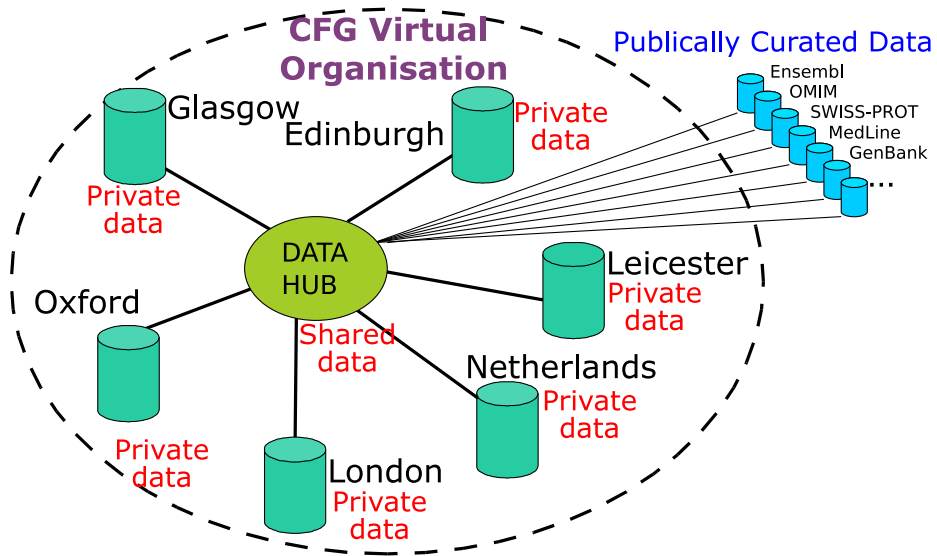 CFG Virtual
Organisation
Publically Curated Data
Ensembl
OMIM
SWISS-PROT
MedLine
GenBank
...
Glasgow
Private
data
Edinburgh
Private
data
DATA
HUB
Shared
data
Leicester
Private
data
Oxford
Private
data
Netherlands
Private
data
London
Private
data